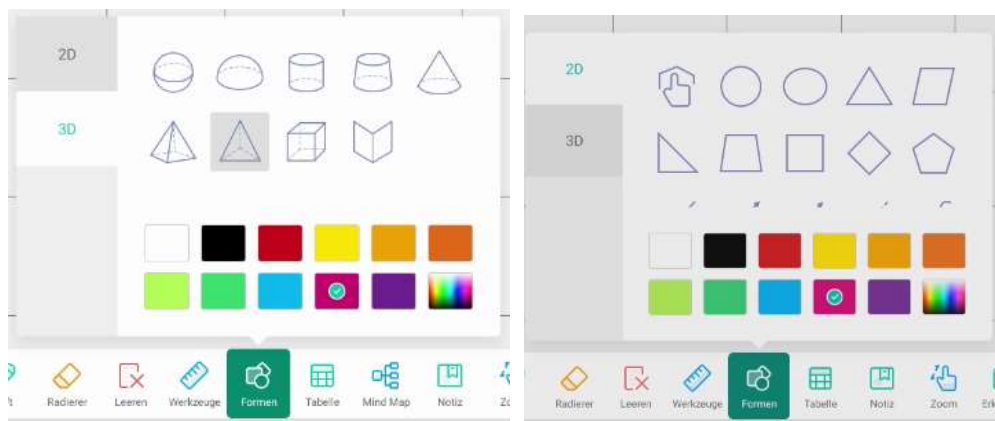 2D
3D
Radierer
Leeren
Werkzeuge
Formen
Tabelle
Mind Map
Notiz
2D
3D
Radierer
Leeren
Werkzeuge
Formen
Tabelle
Notiz
Zoom